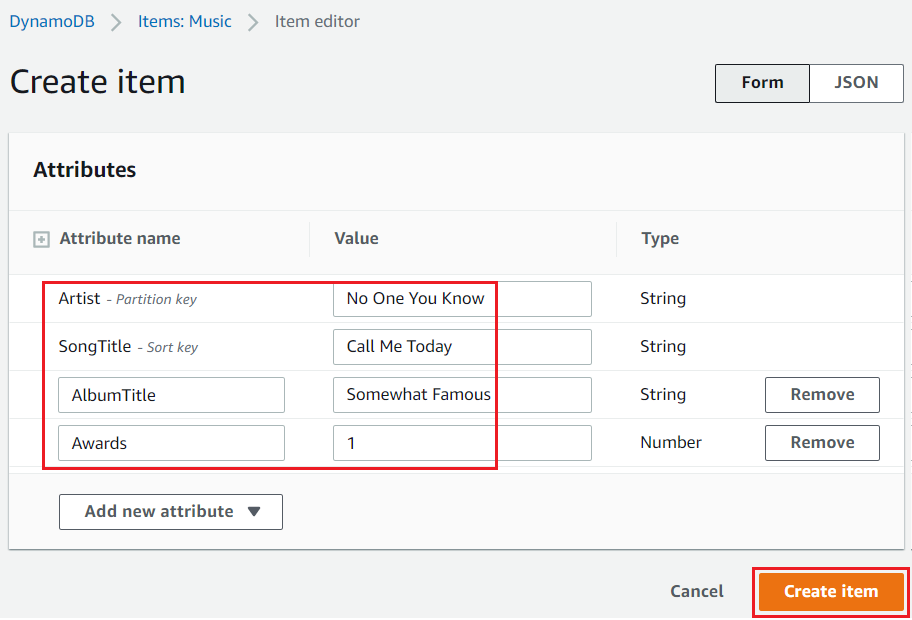 DynamoDB > Items: Music > Item editor
Create item
Form JSON
Attributes
Attribute name Value Type
Artist - Partition key No One You Know String
SongTitle - Sort key Call Me Today String
AlbumTitle Somewhat Famous String Remove
Awards 1 Number Remove
Add new attribute ▼
Cancel Create item